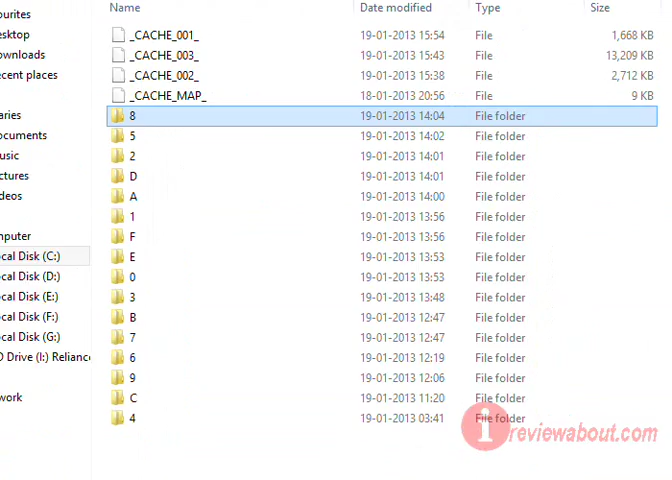 Name Date modified Type Size
ourites
_CACHE_001_ 19-01-2013 15:54 File 1,668 KB
esktop
ownloads
_CACHE_003_ 19-01-2013 15:43 File 13,209 KB
ecent places
_CACHE_002_ 19-01-2013 15:38 File 2,712 KB
_CACHE_MAP_ 18-01-2013 20:56 File 9 KB
aries
8 19-01-2013 14:04 File folder
ocuments
5 19-01-2013 14:02 File folder
usic
2 19-01-2013 14:01 File folder
ctures
D 19-01-2013 14:01 File folder
deos
A 19-01-2013 14:00 File folder
1 19-01-2013 13:56 File folder
mputer
F 19-01-2013 13:56 File folder
cal Disk (C:)
E 19-01-2013 13:53 File folder
cal Disk (D:)
0 19-01-2013 13:53 File folder
cal Disk (E:)
3 19-01-2013 13:48 File folder
cal Disk (F:)
B 19-01-2013 12:47 File folder
cal Disk (G:)
7 19-01-2013 12:47 File folder
D Drive (I:) Reliance
6 19-01-2013 12:19 File folder
9 19-01-2013 12:06 File folder
work
C 19-01-2013 11:20 File folder
4 19-01-2013 03:41 File folder
i reviewabout.com